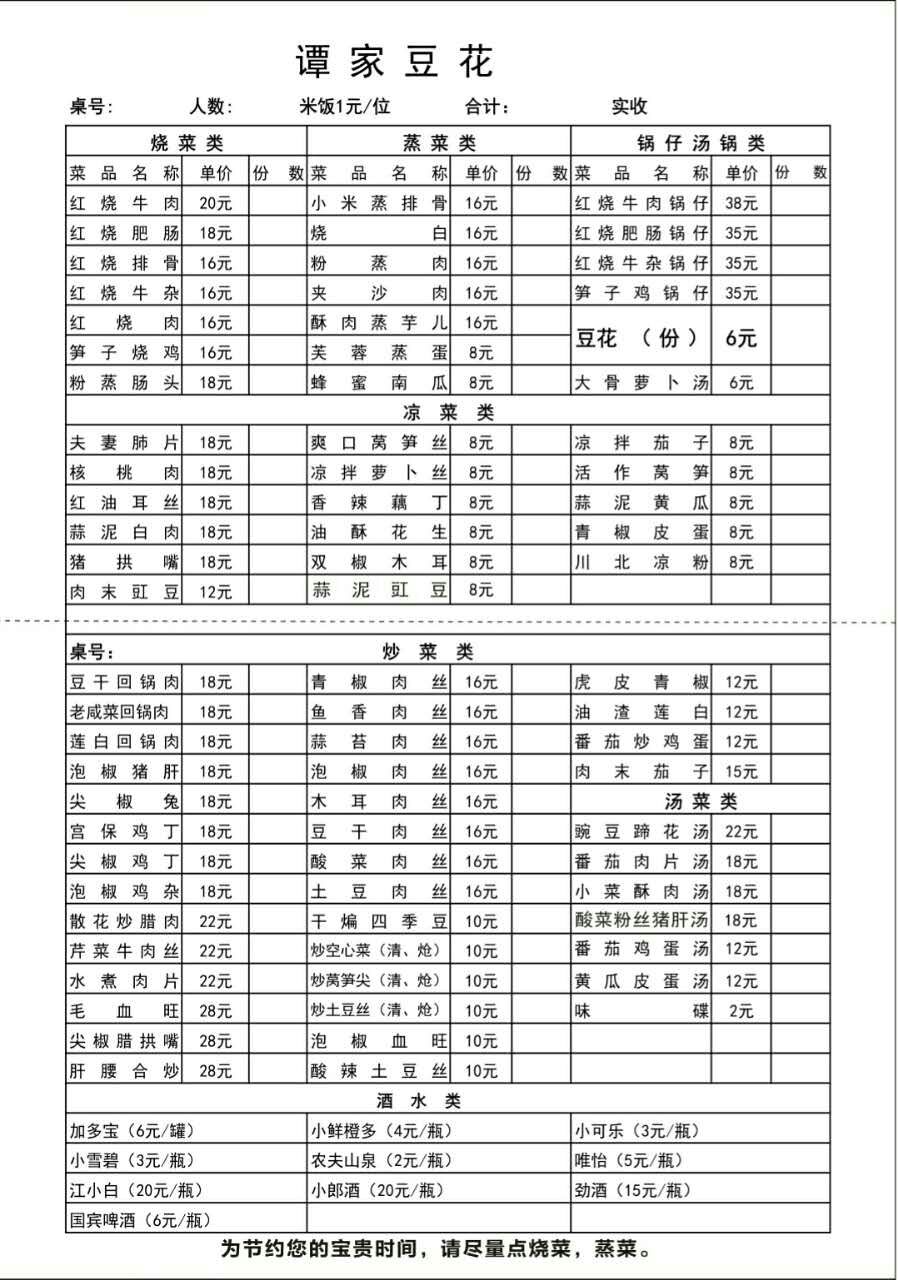 谭家豆花
桌号: 人数: 米饭1元/位 合计: 实收
烧菜类 蒸菜类 锅仔汤锅类
菜品名称 单价 份数 菜品名称 单价 份数 菜品名称 单价 份数
红烧牛肉 20元 小米蒸排骨 16元 红烧牛肉锅仔 38元
红烧肥肠 18元 烧白 16元 红烧肥肠锅仔 35元
红烧排骨 16元 粉蒸肉 16元 红烧牛杂锅仔 35元
红烧牛杂 16元 夹沙肉 16元 笋子鸡锅仔 35元
红烧肉 16元 酥肉蒸芋儿 16元 豆花（份） 6元
笋子烧鸡 16元 芙蓉蒸蛋 8元
粉蒸肠头 18元 蜂蜜南瓜 8元 大骨萝卜汤 6元
凉菜类
夫妻肺片 18元 爽口莴笋丝 8元 凉拌茄子 8元
核桃肉 18元 凉拌萝卜丝 8元 活作莴笋 8元
红油耳丝 18元 香辣藕丁 8元 蒜泥黄瓜 8元
蒜泥白肉 18元 油酥花生 8元 青椒皮蛋 8元
猪拱嘴 18元 双椒木耳 8元 川北凉粉 8元
肉末豇豆 12元 蒜泥豇豆 8元
桌号: 炒菜类
豆干回锅肉 18元 青椒肉丝 16元 虎皮青椒 12元
老咸菜回锅肉 18元 鱼香肉丝 16元 油渣莲白 12元
莲白回锅肉 18元 蒜苔肉丝 16元 番茄炒鸡蛋 12元
泡椒猪肝 18元 泡椒肉丝 16元 肉末茄子 15元
尖椒兔 18元 木耳肉丝 16元 汤菜类
宫保鸡丁 18元 豆干肉丝 16元 豌豆蹄花汤 22元
尖椒鸡丁 18元 酸菜肉丝 16元 番茄肉片汤 18元
泡椒鸡杂 18元 土豆肉丝 16元 小菜酥肉汤 18元
散花炒腊肉 22元 干煸四季豆 10元 酸菜粉丝猪肝汤 18元
芹菜牛肉丝 22元 炒空心菜（清、炝） 10元 番茄鸡蛋汤 12元
水煮肉片 22元 炒莴笋尖（清、炝） 10元 黄瓜皮蛋汤 12元
毛血旺 28元 炒土豆丝（清、炝） 10元 味碟 2元
尖椒腊拱嘴 28元 泡椒血旺 10元
肝腰合炒 28元 酸辣土豆丝 10元
酒水类
加多宝（6元/罐） 小鲜橙多（4元/瓶） 小可乐（3元/瓶）
小雪碧（3元/瓶） 农夫山泉（2元/瓶） 唯怡（5元/瓶）
江小白（20元/瓶） 小郎酒（20元/瓶） 劲酒（15元/瓶）
国宾啤酒（6元/瓶）
为节约您的宝贵时间，请尽量点烧菜，蒸菜。